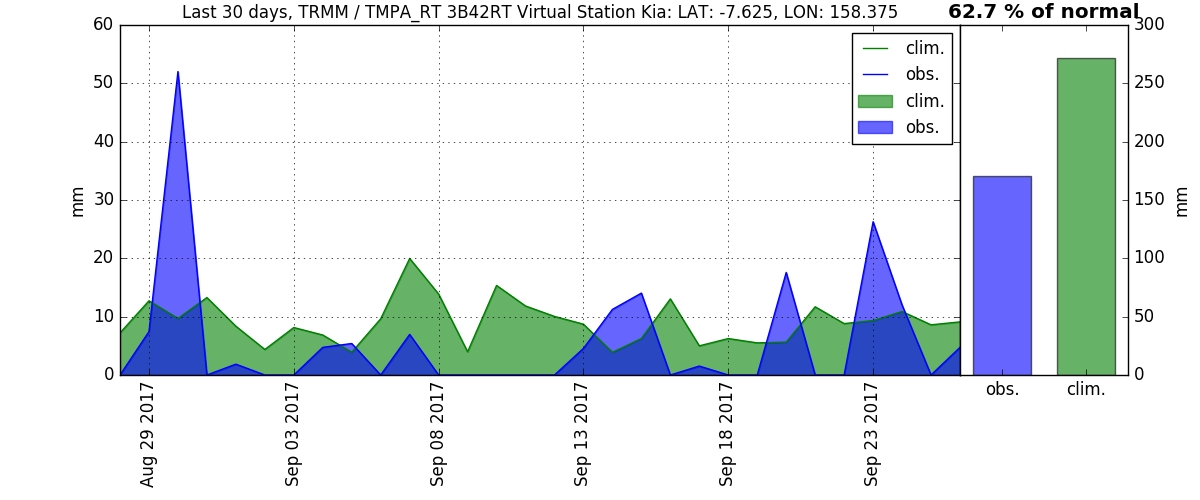 Last 30 days, TRMM / TMPA_RT 3B42RT Virtual Station Kia: LAT: -7.625, LON: 158.375
62.7 % of normal
60
50
40
30
20
10
0
mm
clim.
obs.
clim.
obs.
Aug 29 2017
Sep 03 2017
Sep 08 2017
Sep 13 2017
Sep 18 2017
Sep 23 2017
300
250
200
150
100
50
0
mm
obs.
clim.